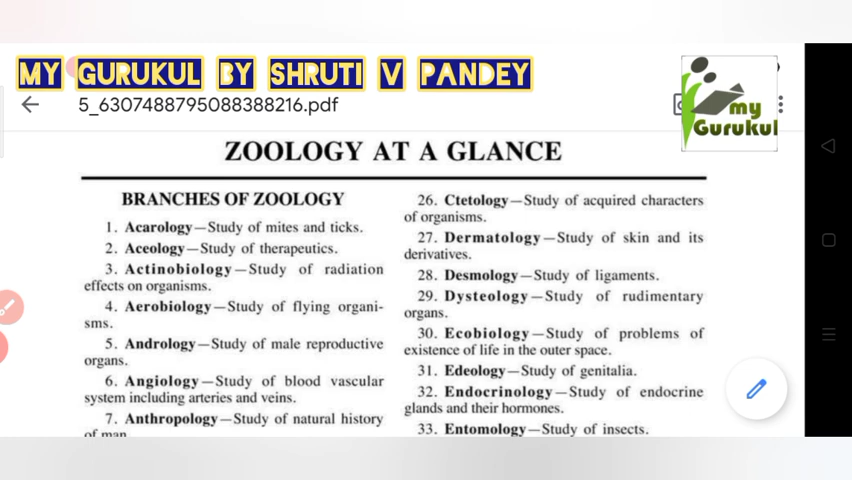 MY GURUKUL BY SHRUTI V PANDEY
5_6307488795088388216.pdf
my
Gurukul
ZOOLOGY AT A GLANCE
BRANCHES OF ZOOLOGY
1. Acarology—Study of mites and ticks.
2. Aceology—Study of therapeutics.
3. Actinobiology—Study of radiation
effects on organisms.
4. Aerobiology—Study of flying organi-
sms.
5. Andrology—Study of male reproductive
organs.
6. Angiology—Study of blood vascular
system including arteries and veins.
7. Anthropology—Study of natural history
of man
26. Ctetology—Study of acquired characters
of organisms.
27. Dermatology—Study of skin and its
derivatives.
28. Desmology—Study of ligaments.
29. Dysteology—Study of rudimentary
organs.
30. Ecobiology—Study of problems of
existence of life in the outer space.
31. Edeology—Study of genitalia.
32. Endocrinology—Study of endocrine
glands and their hormones.
33. Entomology—Study of insects.